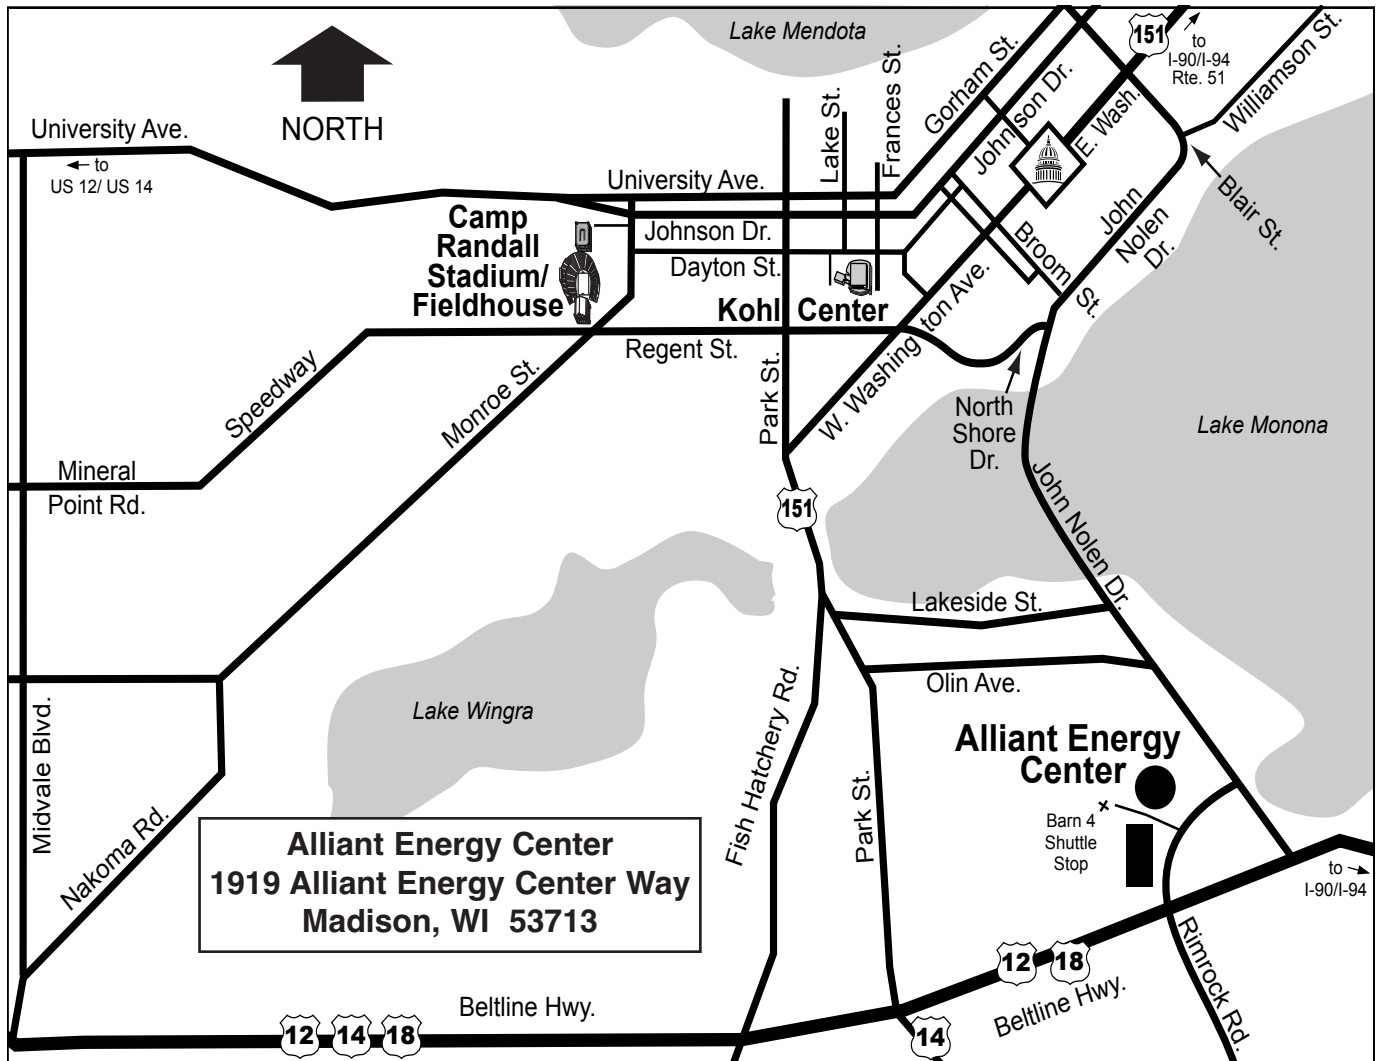 Lake Mendota
151
to
I-90/I-94
Rte. 51
Williamson St.
NORTH
University Ave.
← to
US 12/ US 14
Lake St.
Frances St.
Gorham St.
Johnson Dr.
E. Wash.
University Ave.
Camp
Randall
Stadium/
Fieldhouse
Johnson Dr.
Dayton St.
Kohl Center
Regent St.
Broom St.
John
Nolen
Dr.
Blair St.
Speedway
Monroe St.
Park St.
W. Washington Ave.
North
Shore
Dr.
Lake Monona
Mineral
Point Rd.
151
John Nolen Dr.
Lakeside St.
Olin Ave.
Lake Wingra
Midvale Blvd.
Nakoma Rd.
Fish Hatchery Rd.
Park St.
Alliant Energy
Center
Barn 4
Shuttle
Stop
to →
I-90/I-94
Alliant Energy Center
1919 Alliant Energy Center Way
Madison, WI 53713
12 18
Beltline Hwy.
Rimrock Rd.
Beltline Hwy.
12 14 18
14